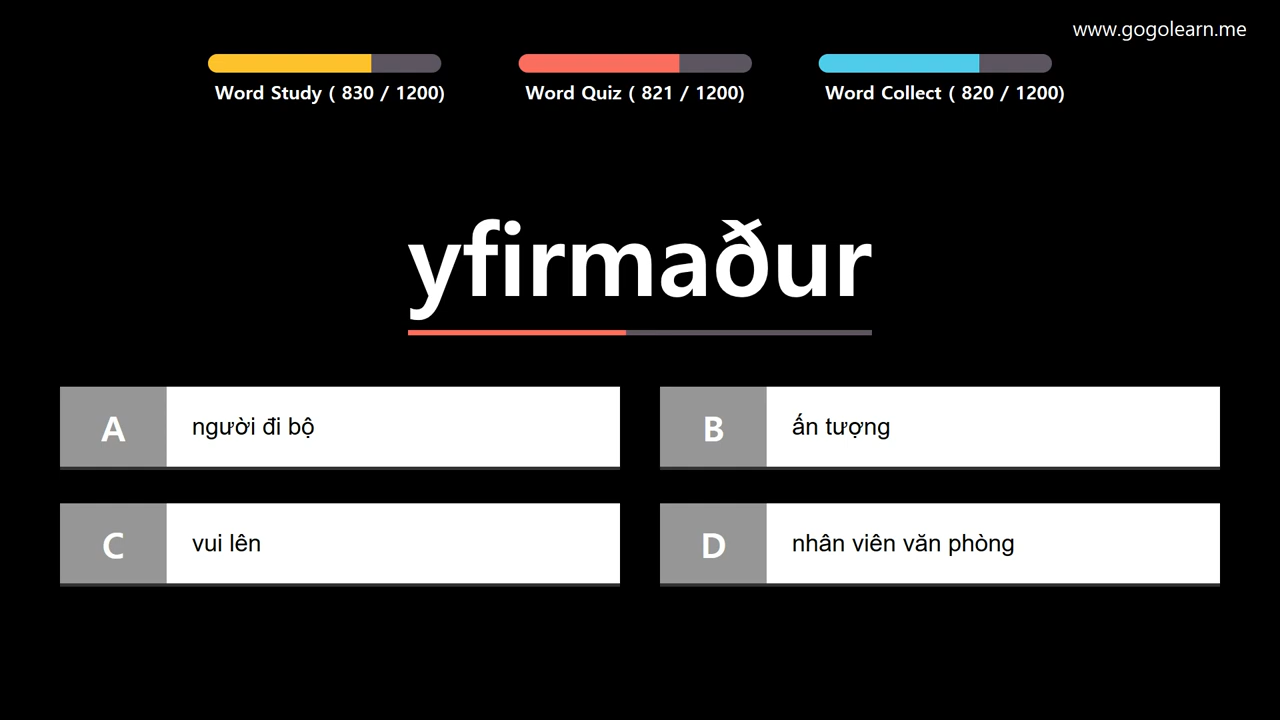 www.gogolearn.me
Word Study ( 830 / 1200)
Word Quiz ( 821 / 1200)
Word Collect ( 820 / 1200)
yfirmaður
A
người đi bộ
B
ấn tượng
C
vui lên
D
nhân viên văn phòng